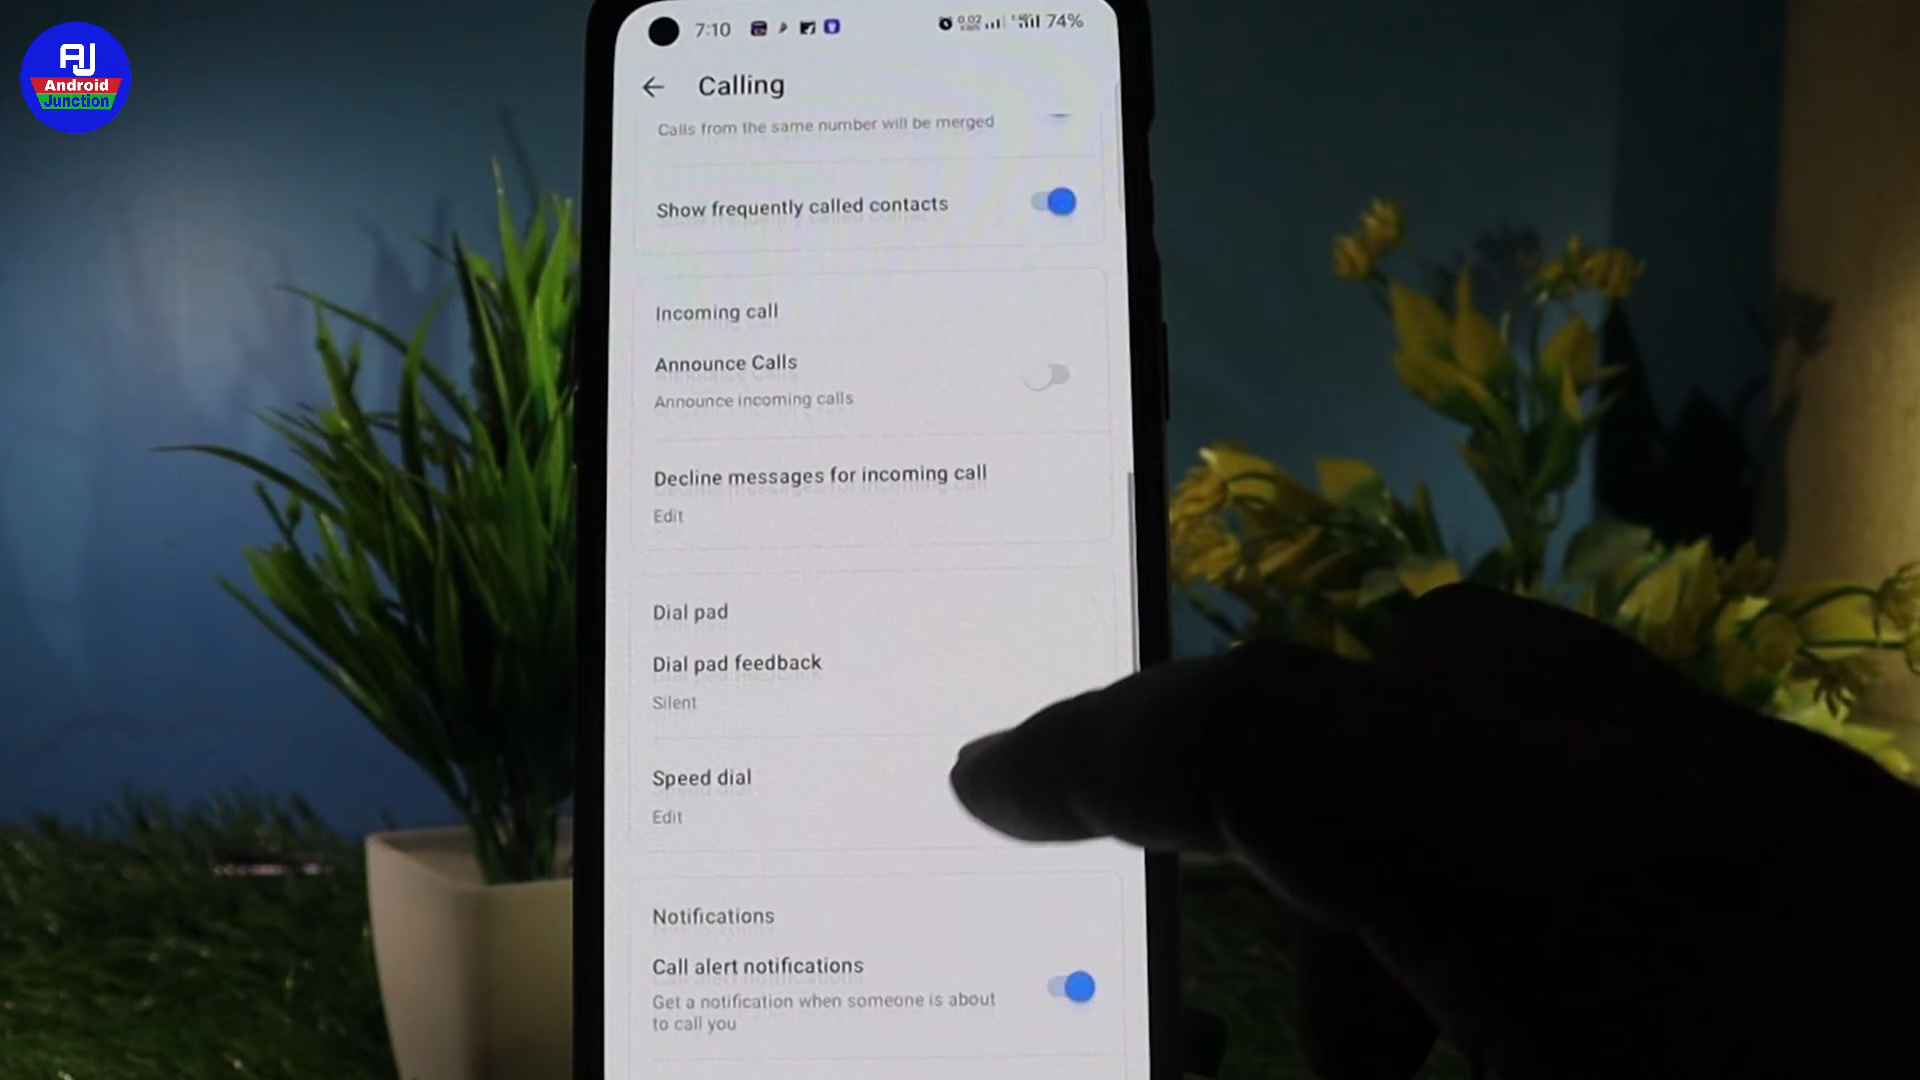 AJ
Android
Junction
7:10
74%
Calling
Calls from the same number will be merged
Show frequently called contacts
Incoming call
Announce Calls
Announce incoming calls
Decline messages for incoming call
Edit
Dial pad
Dial pad feedback
Silent
Speed dial
Edit
Notifications
Call alert notifications
Get a notification when someone is about
to call you